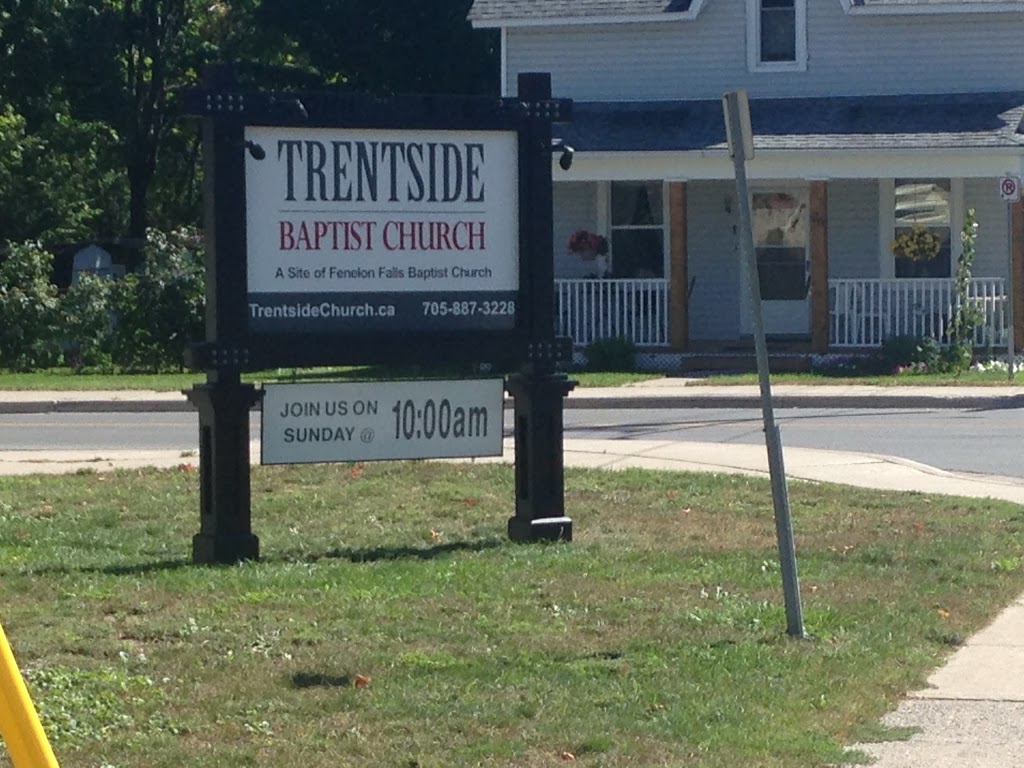 TRENTSIDE
BAPTIST CHURCH
A Site of Fenelon Falls Baptist Church
TrentsideChurch.ca 705-887-3228
JOIN US ON
SUNDAY @ 10:00am